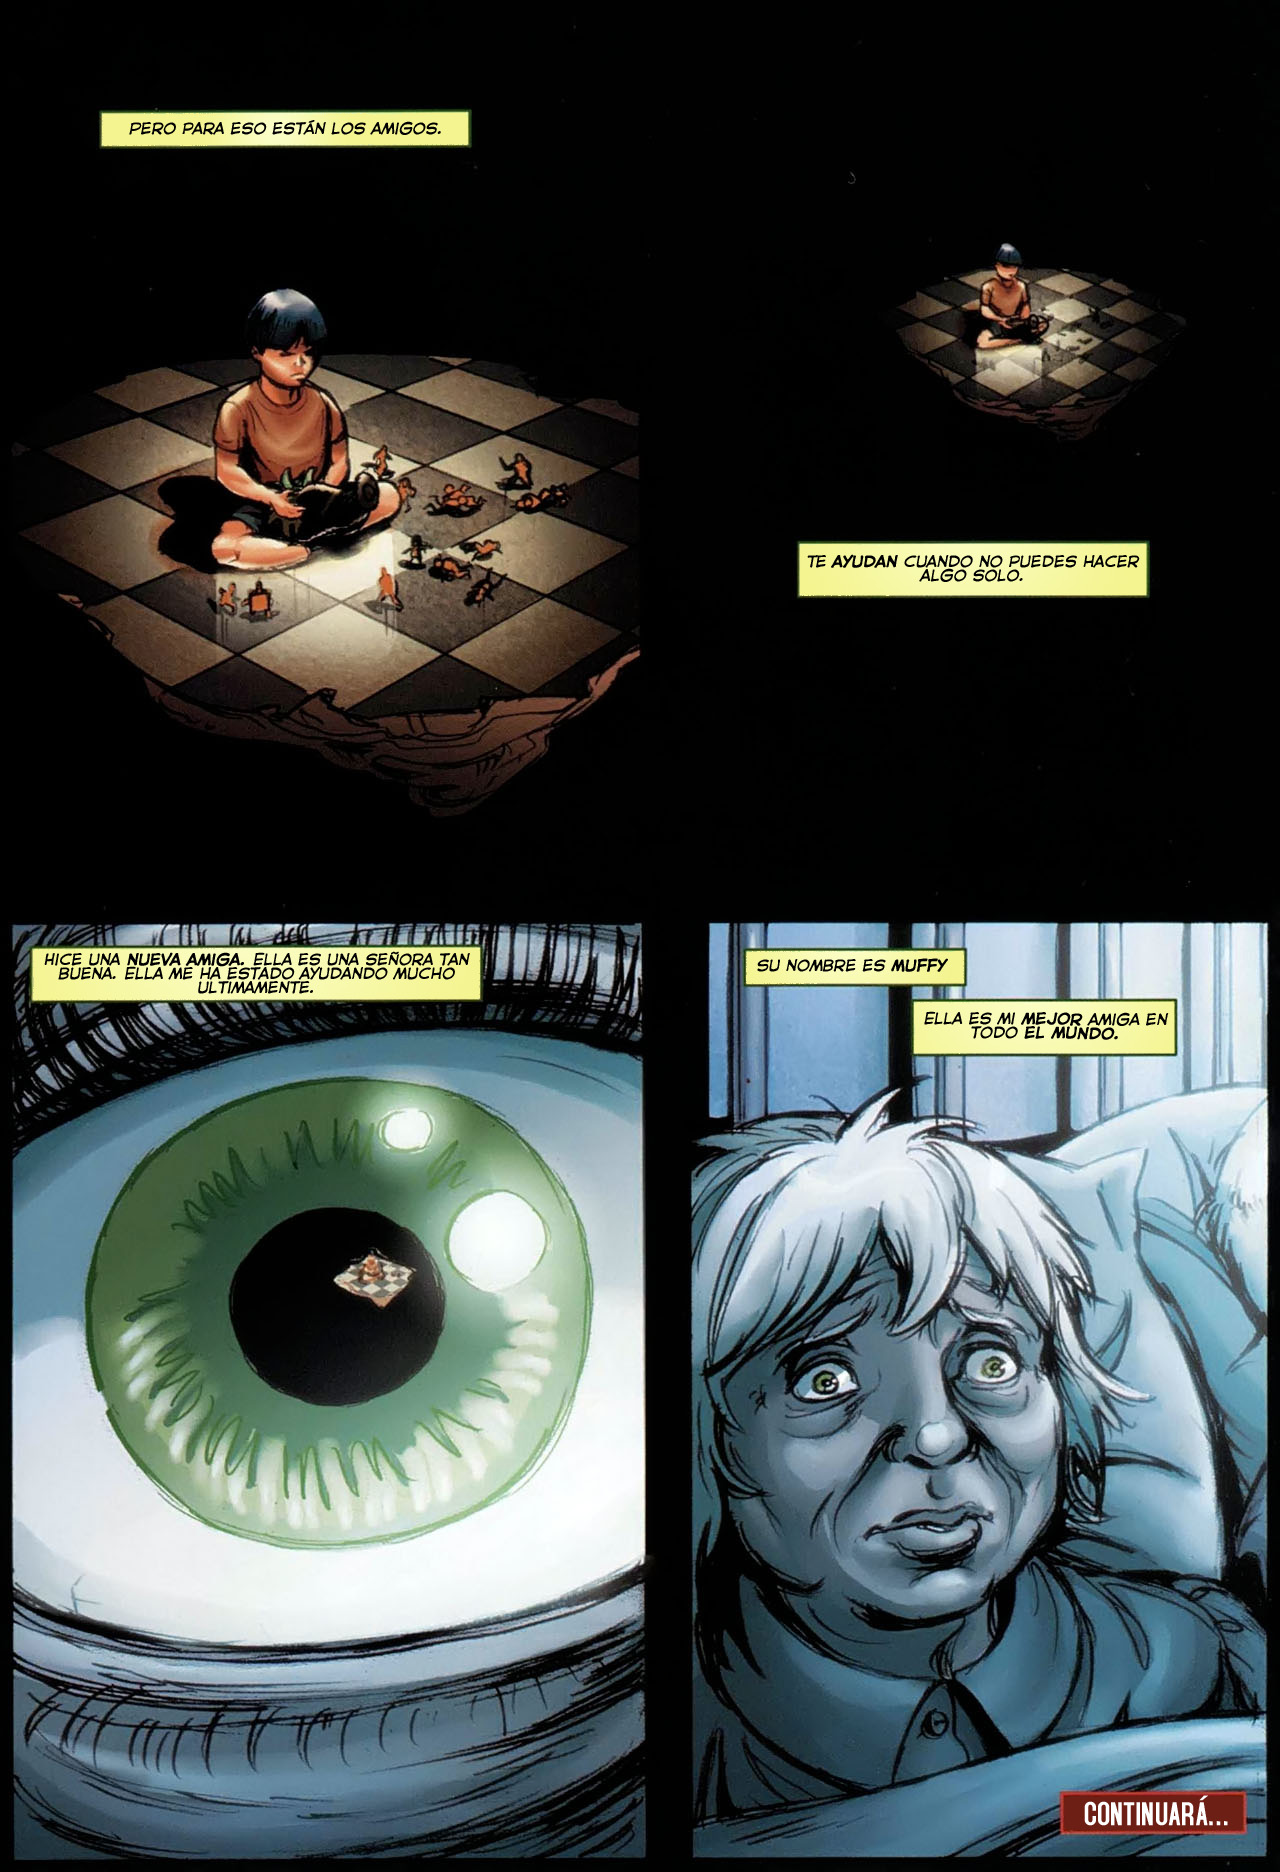 PERO PARA ESO ESTÁN LOS AMIGOS.
TE AYUDAN CUANDO NO PUEDES HACER
ALGO SOLO.
HICE UNA NUEVA AMIGA. ELLA ES UNA SEÑORA TAN
BUENA. ELLA ME HA ESTADO AYUDANDO MUCHO
ULTIMAMENTE.
SU NOMBRE ES MUFFY
ELLA ES MI MEJOR AMIGA EN
TODO EL MUNDO.
CONTINUARÁ...